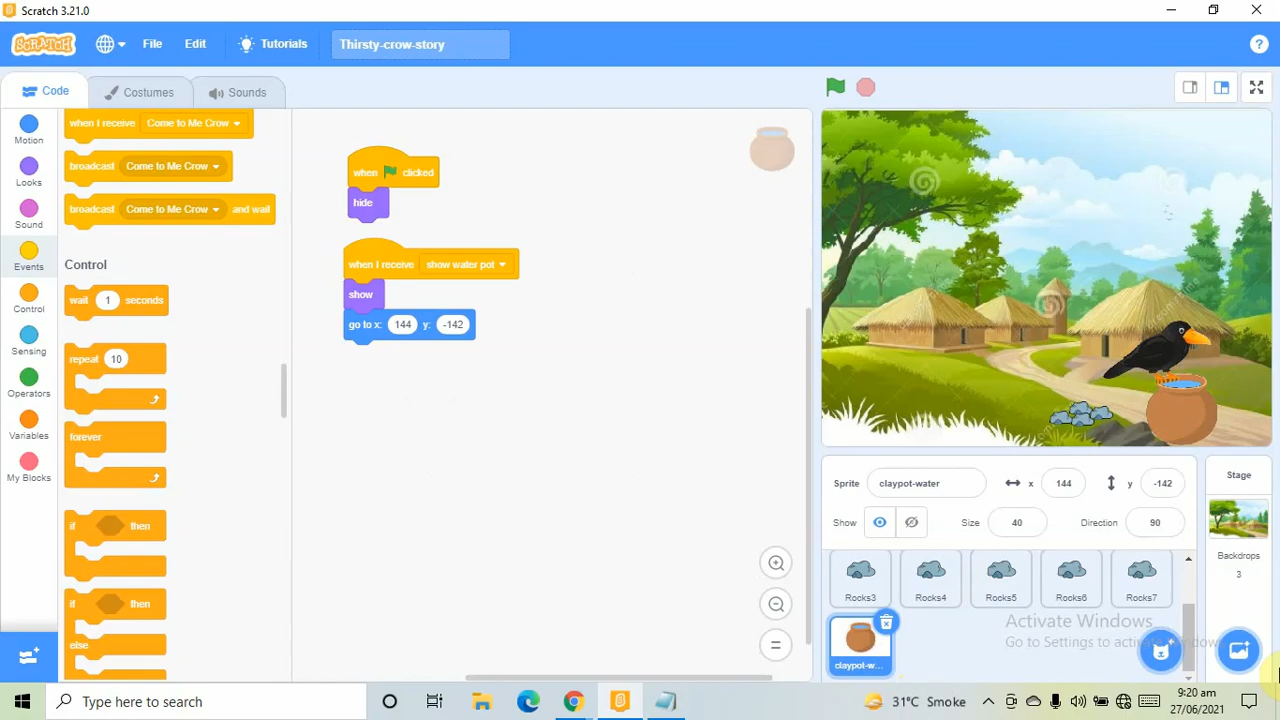 Scratch 3.21.0
SCRATCH File Edit Tutorials Thirsty-crow-story ?
Code Costumes Sounds
Motion
Looks
Sound
Events
Control
Sensing
Operators
Variables
My Blocks
when I receive Come to Me Crow
broadcast Come to Me Crow
broadcast Come to Me Crow and wait
Control
wait 1 seconds
repeat 10
forever
if then
if then
else
when clicked
hide
when I receive show water pot
show
go to x: 144 y: -142
Sprite claypot-water x 144 y -142
Show Size 40 Direction 90
Rocks3 Rocks4 Rocks5 Rocks6 Rocks7
claypot-w...
Stage
Backdrops
3
Activate Windows
Go to Settings to activate
Type here to search
31°C Smoke
9:20 am
27/06/2021